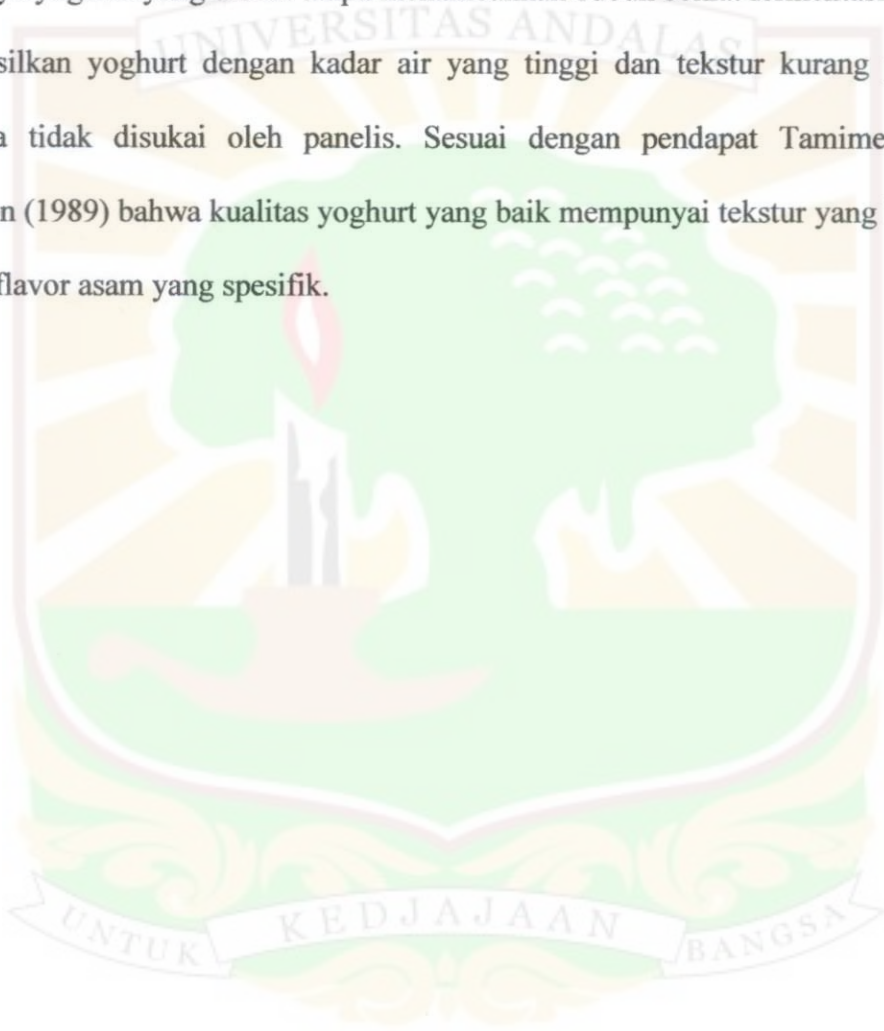 UNIVERSITAS ANDALAS
silkan yoghurt dengan kadar air yang tinggi dan tekstur kurang
a tidak disukai oleh panelis. Sesuai dengan pendapat Tamime
n (1989) bahwa kualitas yoghurt yang baik mempunyai tekstur yang
flavor asam yang spesifik.
UNTUK KEDJAJAAN BANGSA